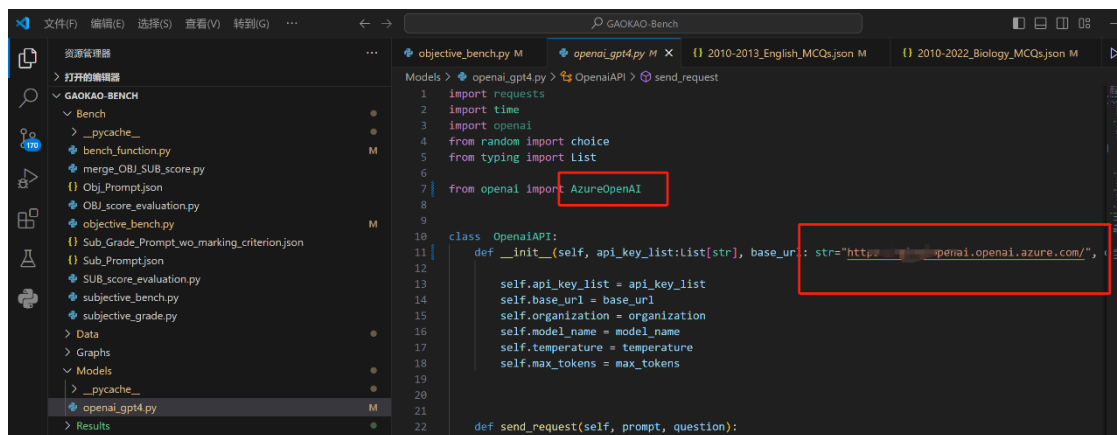 文件(F) 编辑(E) 选择(S) 查看(V) 转到(G) ··· ← → GAOKAO-Bench
资源管理器 ···
打开的编辑器
GAOKAO-BENCH
Bench
__pycache__
bench_function.py M
merge_OBJ_SUB_score.py
{} Obj_Prompt.json
OBJ_score_evaluation.py
objective_bench.py M
{} Sub_Grade_Prompt_wo_marking_criterion.json
{} Sub_Prompt.json
SUB_score_evaluation.py
subjective_bench.py
subjective_grade.py
Data
Graphs
Models
__pycache__
openai_gpt4.py M
Results
170
objective_bench.py M openai_gpt4.py M × {} 2010-2013_English_MCQs.json M {} 2010-2022_Biology_MCQs.json M
Models > openai_gpt4.py > OpenaiAPI > send_request
1 import requests
2 import time
3 import openai
4 from random import choice
5 from typing import List
6
7 from openai import AzureOpenAI
8
9
10 class OpenaiAPI:
11 def __init__(self, api_key_list:List[str], base_url: str="http penai.openai.azure.com/",
12
13 self.api_key_list = api_key_list
14 self.base_url = base_url
15 self.organization = organization
16 self.model_name = model_name
17 self.temperature = temperature
18 self.max_tokens = max_tokens
19
20
21
22 def send_request(self, prompt, question):